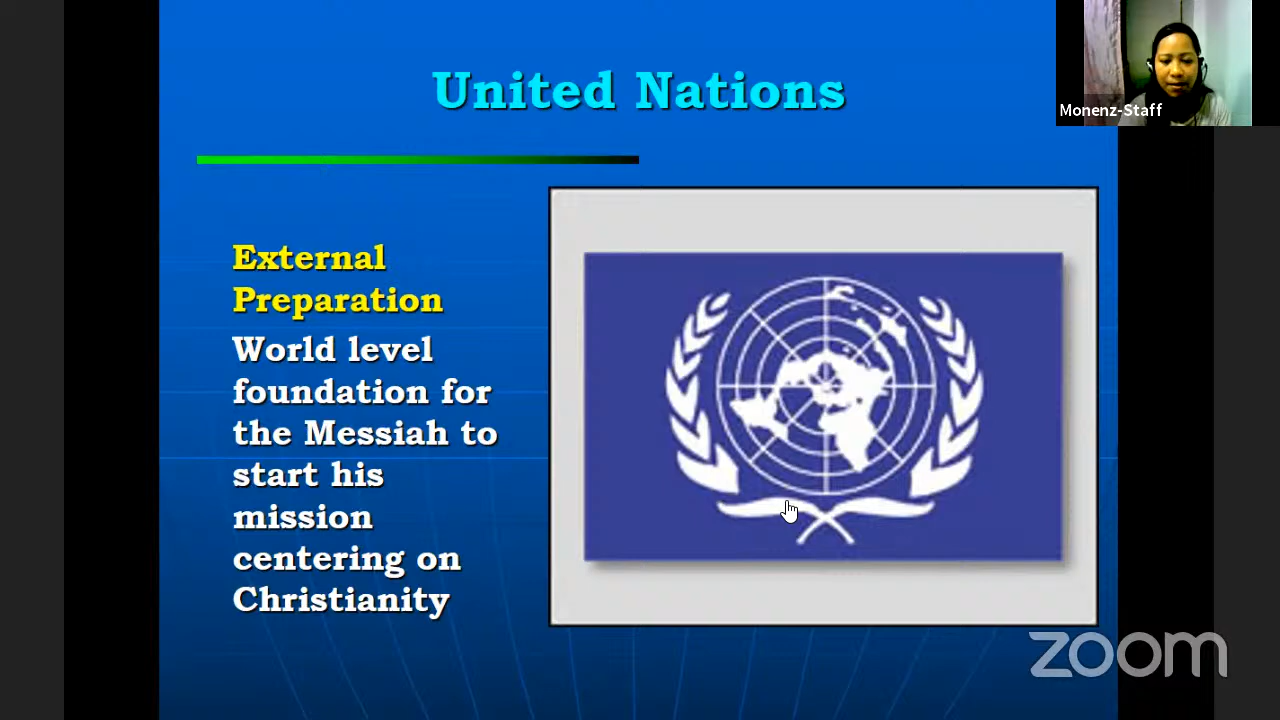 United Nations
Monenz-Staff
External
Preparation
World level
foundation for
the Messiah to
start his
mission
centering on
Christianity
zoom